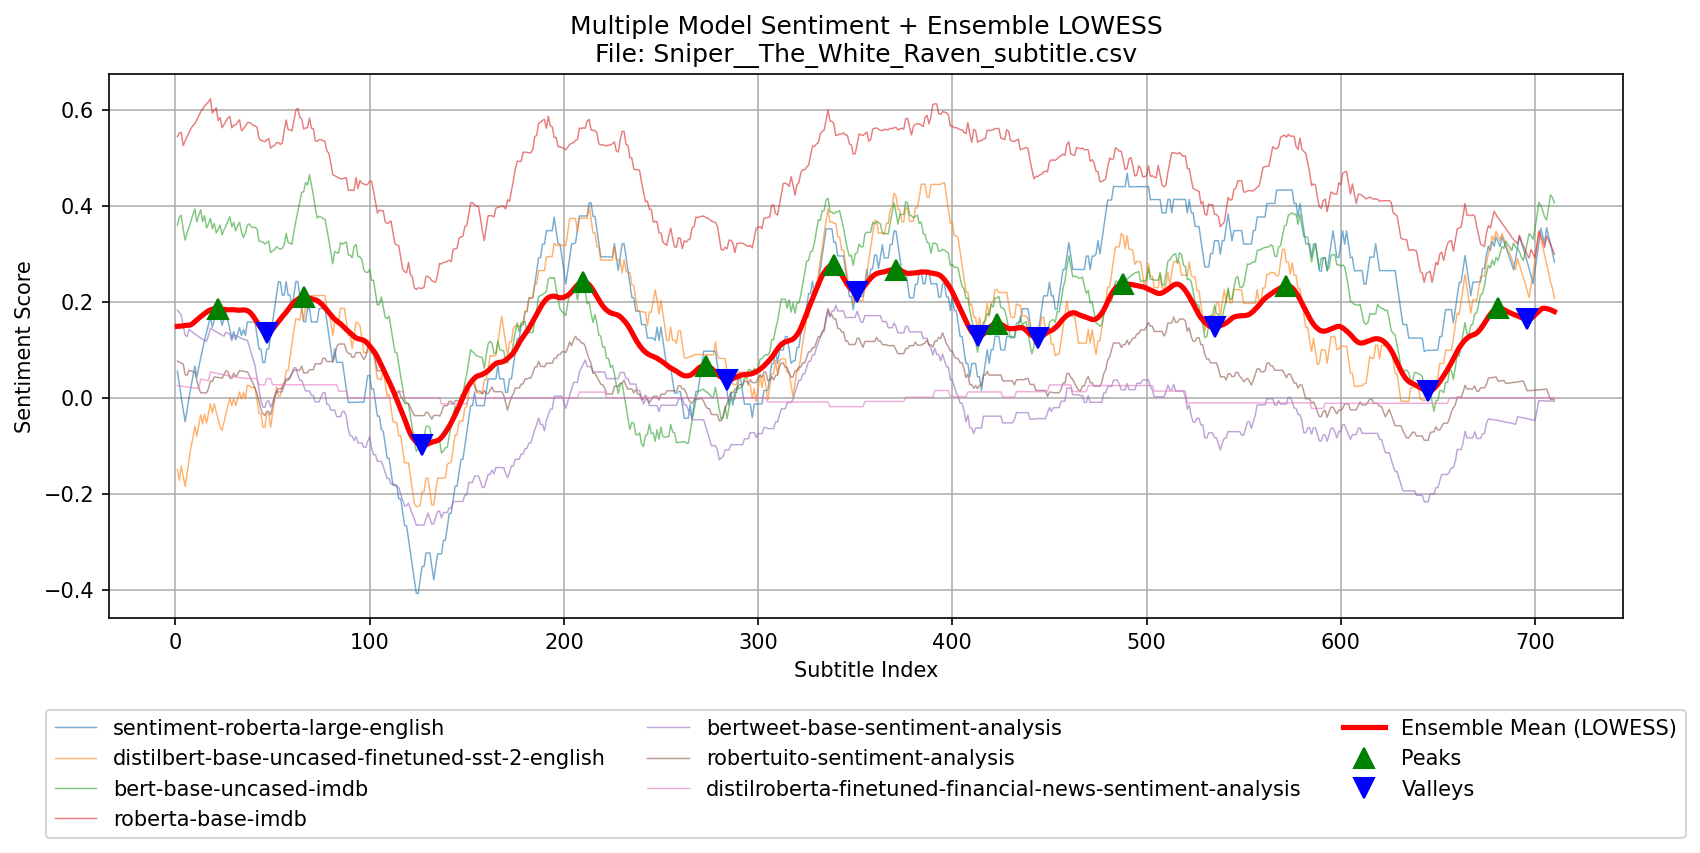 Multiple Model Sentiment + Ensemble LOWESS
File: Sniper__The_White_Raven_subtitle.csv
Sentiment Score
0.6
0.4
0.2
0.0
−0.2
−0.4
0 100 200 300 400 500 600 700
Subtitle Index
sentiment-roberta-large-english
distilbert-base-uncased-finetuned-sst-2-english
bert-base-uncased-imdb
roberta-base-imdb
bertweet-base-sentiment-analysis
robertuito-sentiment-analysis
distilroberta-finetuned-financial-news-sentiment-analysis
Ensemble Mean (LOWESS)
Peaks
Valleys